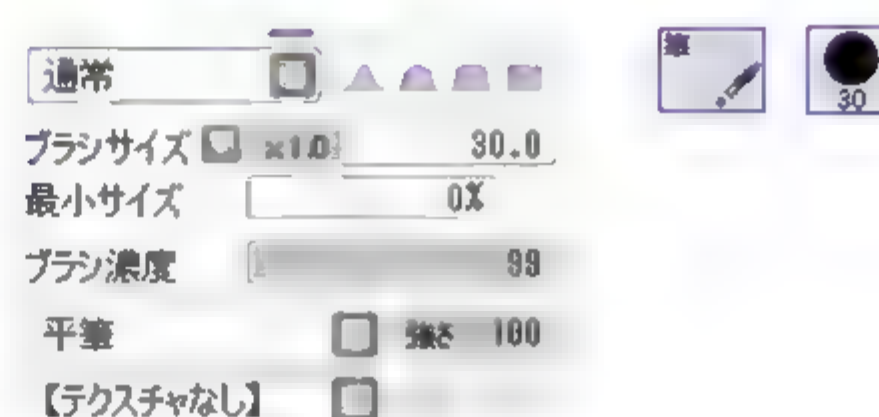 通常
筆
30
ブラシサイズ ×1.0 30.0
最小サイズ 0%
ブラシ濃度 99
平筆 強さ 100
【テクスチャなし】